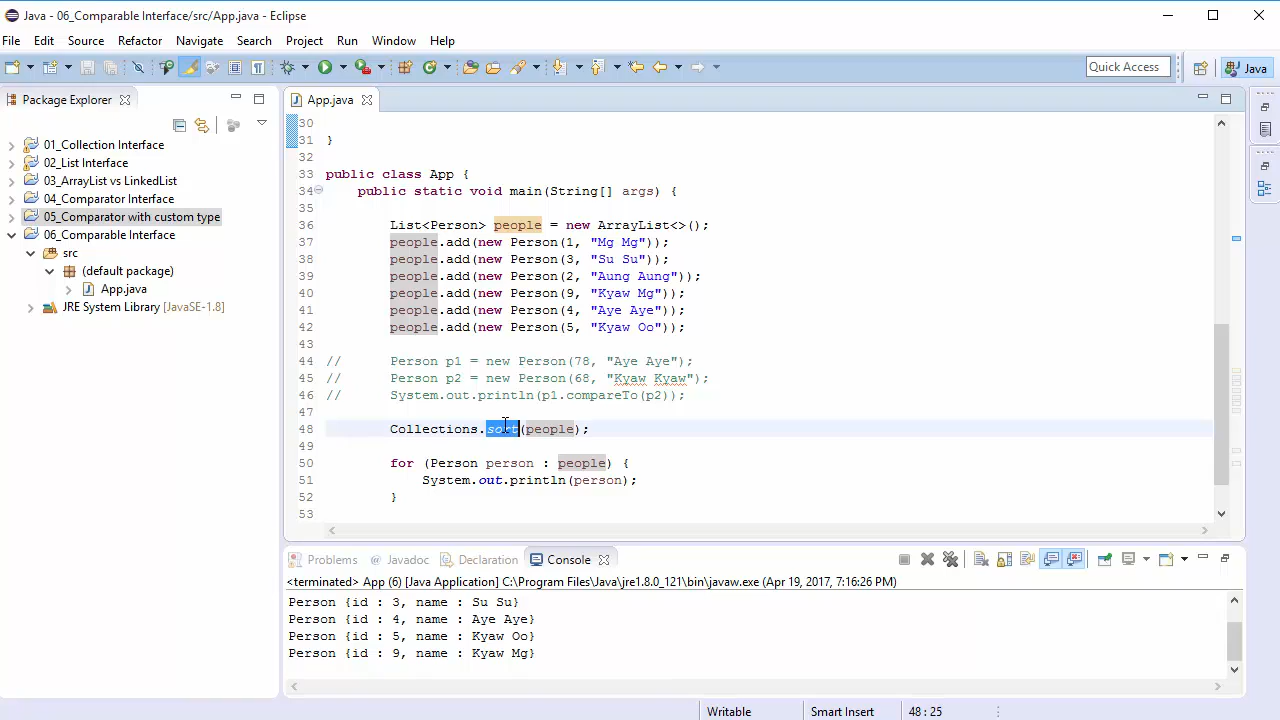 Java - 06_Comparable Interface/src/App.java - Eclipse
File Edit Source Refactor Navigate Search Project Run Window Help
Quick Access Java
Package Explorer
01_Collection Interface
02_List Interface
03_ArrayList vs LinkedList
04_Comparator Interface
05_Comparator with custom type
06_Comparable Interface
src
(default package)
App.java
JRE System Library [JavaSE-1.8]
App.java
30
31 }
32
33 public class App {
34 public static void main(String[] args) {
35
36 List<Person> people = new ArrayList<>();
37 people.add(new Person(1, "Mg Mg"));
38 people.add(new Person(3, "Su Su"));
39 people.add(new Person(2, "Aung Aung"));
40 people.add(new Person(9, "Kyaw Mg"));
41 people.add(new Person(4, "Aye Aye"));
42 people.add(new Person(5, "Kyaw Oo"));
43
44 // Person p1 = new Person(78, "Aye Aye");
45 // Person p2 = new Person(68, "Kyaw Kyaw");
46 // System.out.println(p1.compareTo(p2));
47
48 Collections.sort(people);
49
50 for (Person person : people) {
51 System.out.println(person);
52 }
53
Problems Javadoc Declaration Console
<terminated> App (6) [Java Application] C:\Program Files\Java\jre1.8.0_121\bin\javaw.exe (Apr 19, 2017, 7:16:26 PM)
Person {id : 3, name : Su Su}
Person {id : 4, name : Aye Aye}
Person {id : 5, name : Kyaw Oo}
Person {id : 9, name : Kyaw Mg}
Writable Smart Insert 48 : 25